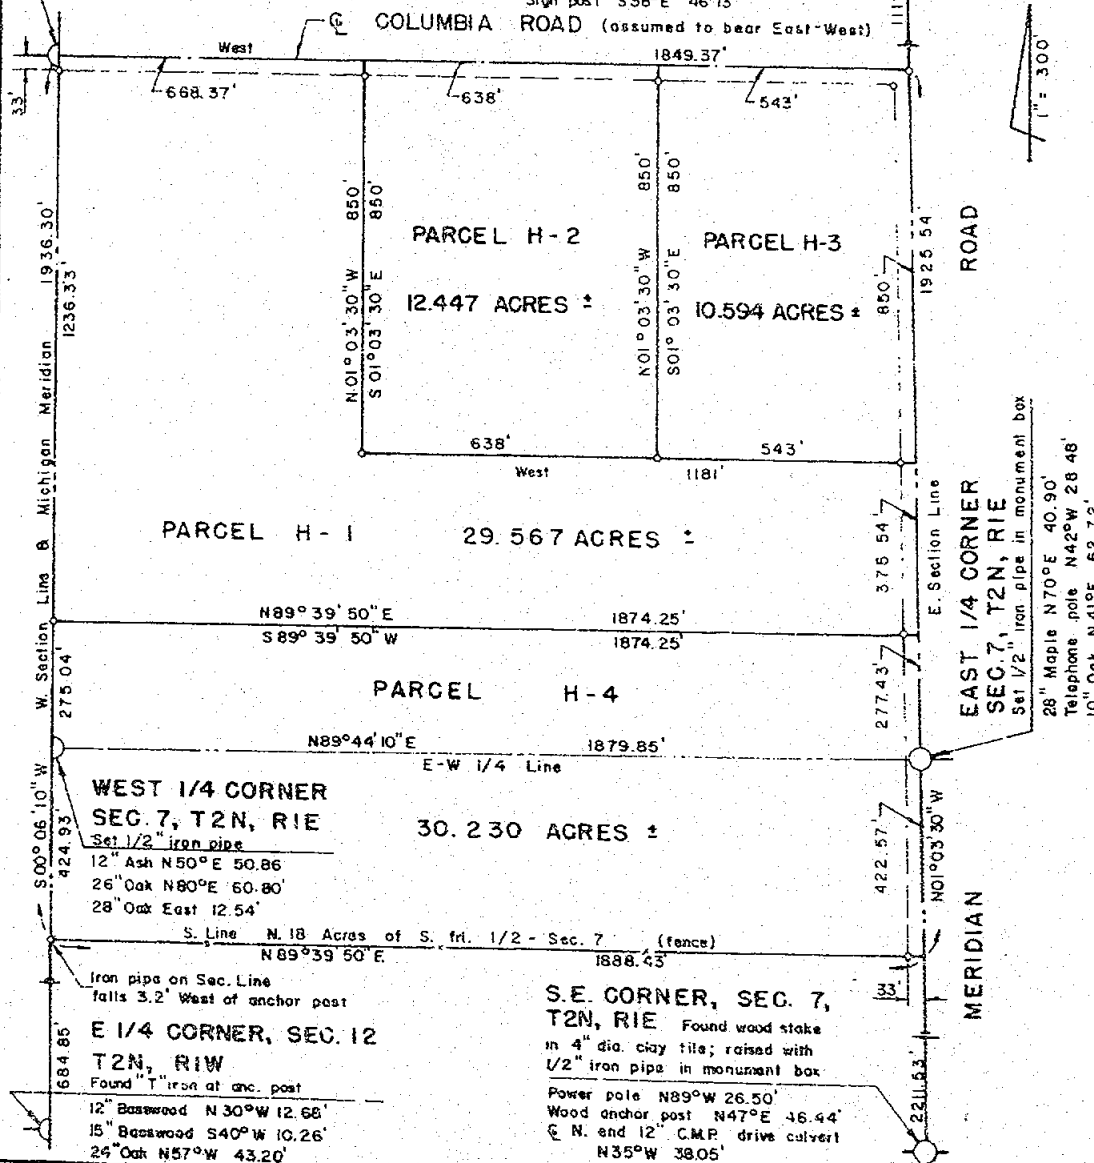 Sign post S38°E 46.13'
℄ COLUMBIA ROAD (assumed to bear East-West)
West
1849.37'
33'
668.37'
638'
543'
1" = 300'
W. Section Line & Michigan Meridian 1936.30'
1236.33'
N 01° 03' 30" W 850'
S 01° 03' 30" E 850'
PARCEL H-2
12.447 ACRES ±
N01° 03' 30" W 850'
S01° 03' 30" E 850'
PARCEL H-3
10.594 ACRES ±
850'
1925.54'
ROAD
638'
543'
West
1181'
PARCEL H-1 29.567 ACRES ±
375.54'
E. Section Line
EAST 1/4 CORNER
SEC. 7, T2N, R1E
Set 1/2" iron pipe in monument box
28" Maple N70°E 40.90'
Telephone pole N42°W 28.48'
N89° 39' 50" E 1874.25'
S 89° 39' 50" W 1874.25'
275.04'
PARCEL H-4
277.43'
N89°44'10"E 1879.85'
E-W 1/4 Line
WEST 1/4 CORNER
SEC. 7, T2N, R1E
Set 1/2" iron pipe
12" Ash N50°E 50.86
26" Oak N80°E 60.80'
28" Oak East 12.54'
30.230 ACRES ±
S 00° 06' 10" W
424.93'
422.57'
N01°03'30"W
S. Line N. 18 Acres of S. frl. 1/2 - Sec. 7 (fence)
N 89°39' 50" E 1888.43'
Iron pipe on Sec. Line
falls 3.2' West of anchor post
33'
MERIDIAN
E 1/4 CORNER, SEC. 12
T2N, R1W
Found "T" iron at anc. post
12" Basswood N 30°W 12.68'
15" Basswood S40°W 10.26'
24" Oak N57°W 43.20'
684.85'
S.E. CORNER, SEC. 7,
T2N, R1E Found wood stake
in 4" dia. clay tile; raised with
1/2" iron pipe in monument box
Power pole N89°W 26.50'
Wood anchor post N47°E 46.44'
℄ N. end 12" C.M.P. drive culvert
N35°W 38.05'
2211.53'